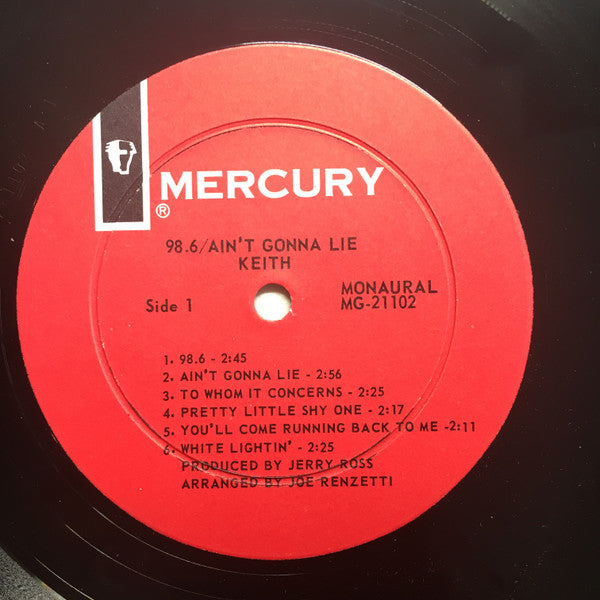 MERCURY
®
98.6/AIN'T GONNA LIE
KEITH
Side 1
MONAURAL
MG-21102
1. 98.6 - 2:45
2. AIN'T GONNA LIE - 2:56
3. TO WHOM IT CONCERNS - 2:25
4. PRETTY LITTLE SHY ONE - 2:17
5. YOU'LL COME RUNNING BACK TO ME -2:11
6. WHITE LIGHTIN' - 2:25
PRODUCED BY JERRY ROSS
ARRANGED BY JOE RENZETTI